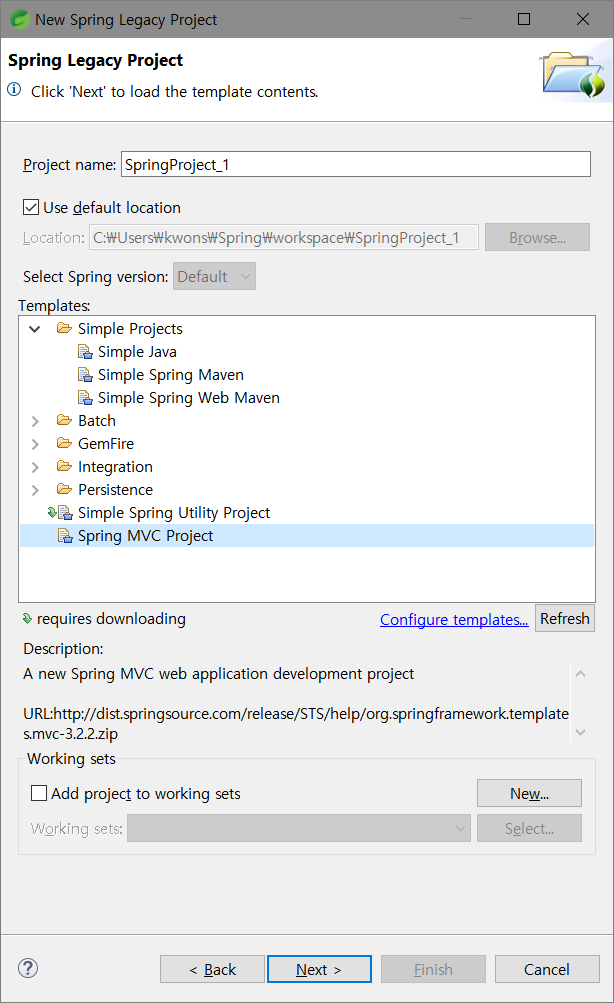 New Spring Legacy Project
Spring Legacy Project
Click 'Next' to load the template contents.
Project name: SpringProject_1
Use default location
Location: C:₩Users₩kwons₩Spring₩workspace₩SpringProject_1 Browse...
Select Spring version: Default
Templates:
Simple Projects
Simple Java
Simple Spring Maven
Simple Spring Web Maven
Batch
GemFire
Integration
Persistence
Simple Spring Utility Project
Spring MVC Project
requires downloading Configure templates... Refresh
Description:
A new Spring MVC web application development project
URL:http://dist.springsource.com/release/STS/help/org.springframework.template
s.mvc-3.2.2.zip
Working sets
Add project to working sets New...
Working sets: Select...
? < Back Next > Finish Cancel